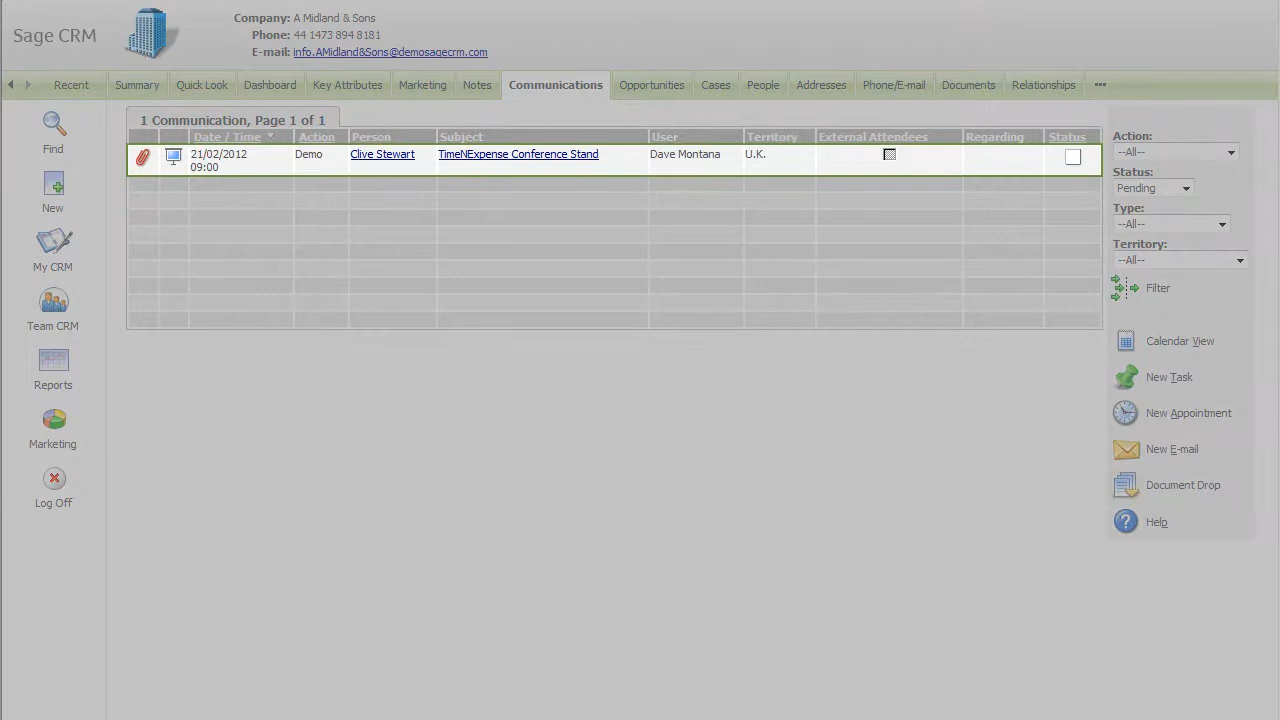 Sage CRM
Company: A Midland & Sons
Phone: 44 1473 894 8181
E-mail: info.AMidland&Sons@demosagecrm.com
Recent Summary Quick Look Dashboard Key Attributes Marketing Notes Communications Opportunities Cases People Addresses Phone/E-mail Documents Relationships •••
Find
New
My CRM
Team CRM
Reports
Marketing
Log Off
1 Communication, Page 1 of 1
Date / Time Action Person Subject User Territory External Attendees Regarding Status
21/02/2012 Demo Clive Stewart TimeNExpense Conference Stand Dave Montana U.K.
09:00
Action:
--All--
Status:
Pending
Type:
--All--
Territory:
--All--
Filter
Calendar View
New Task
New Appointment
New E-mail
Document Drop
Help